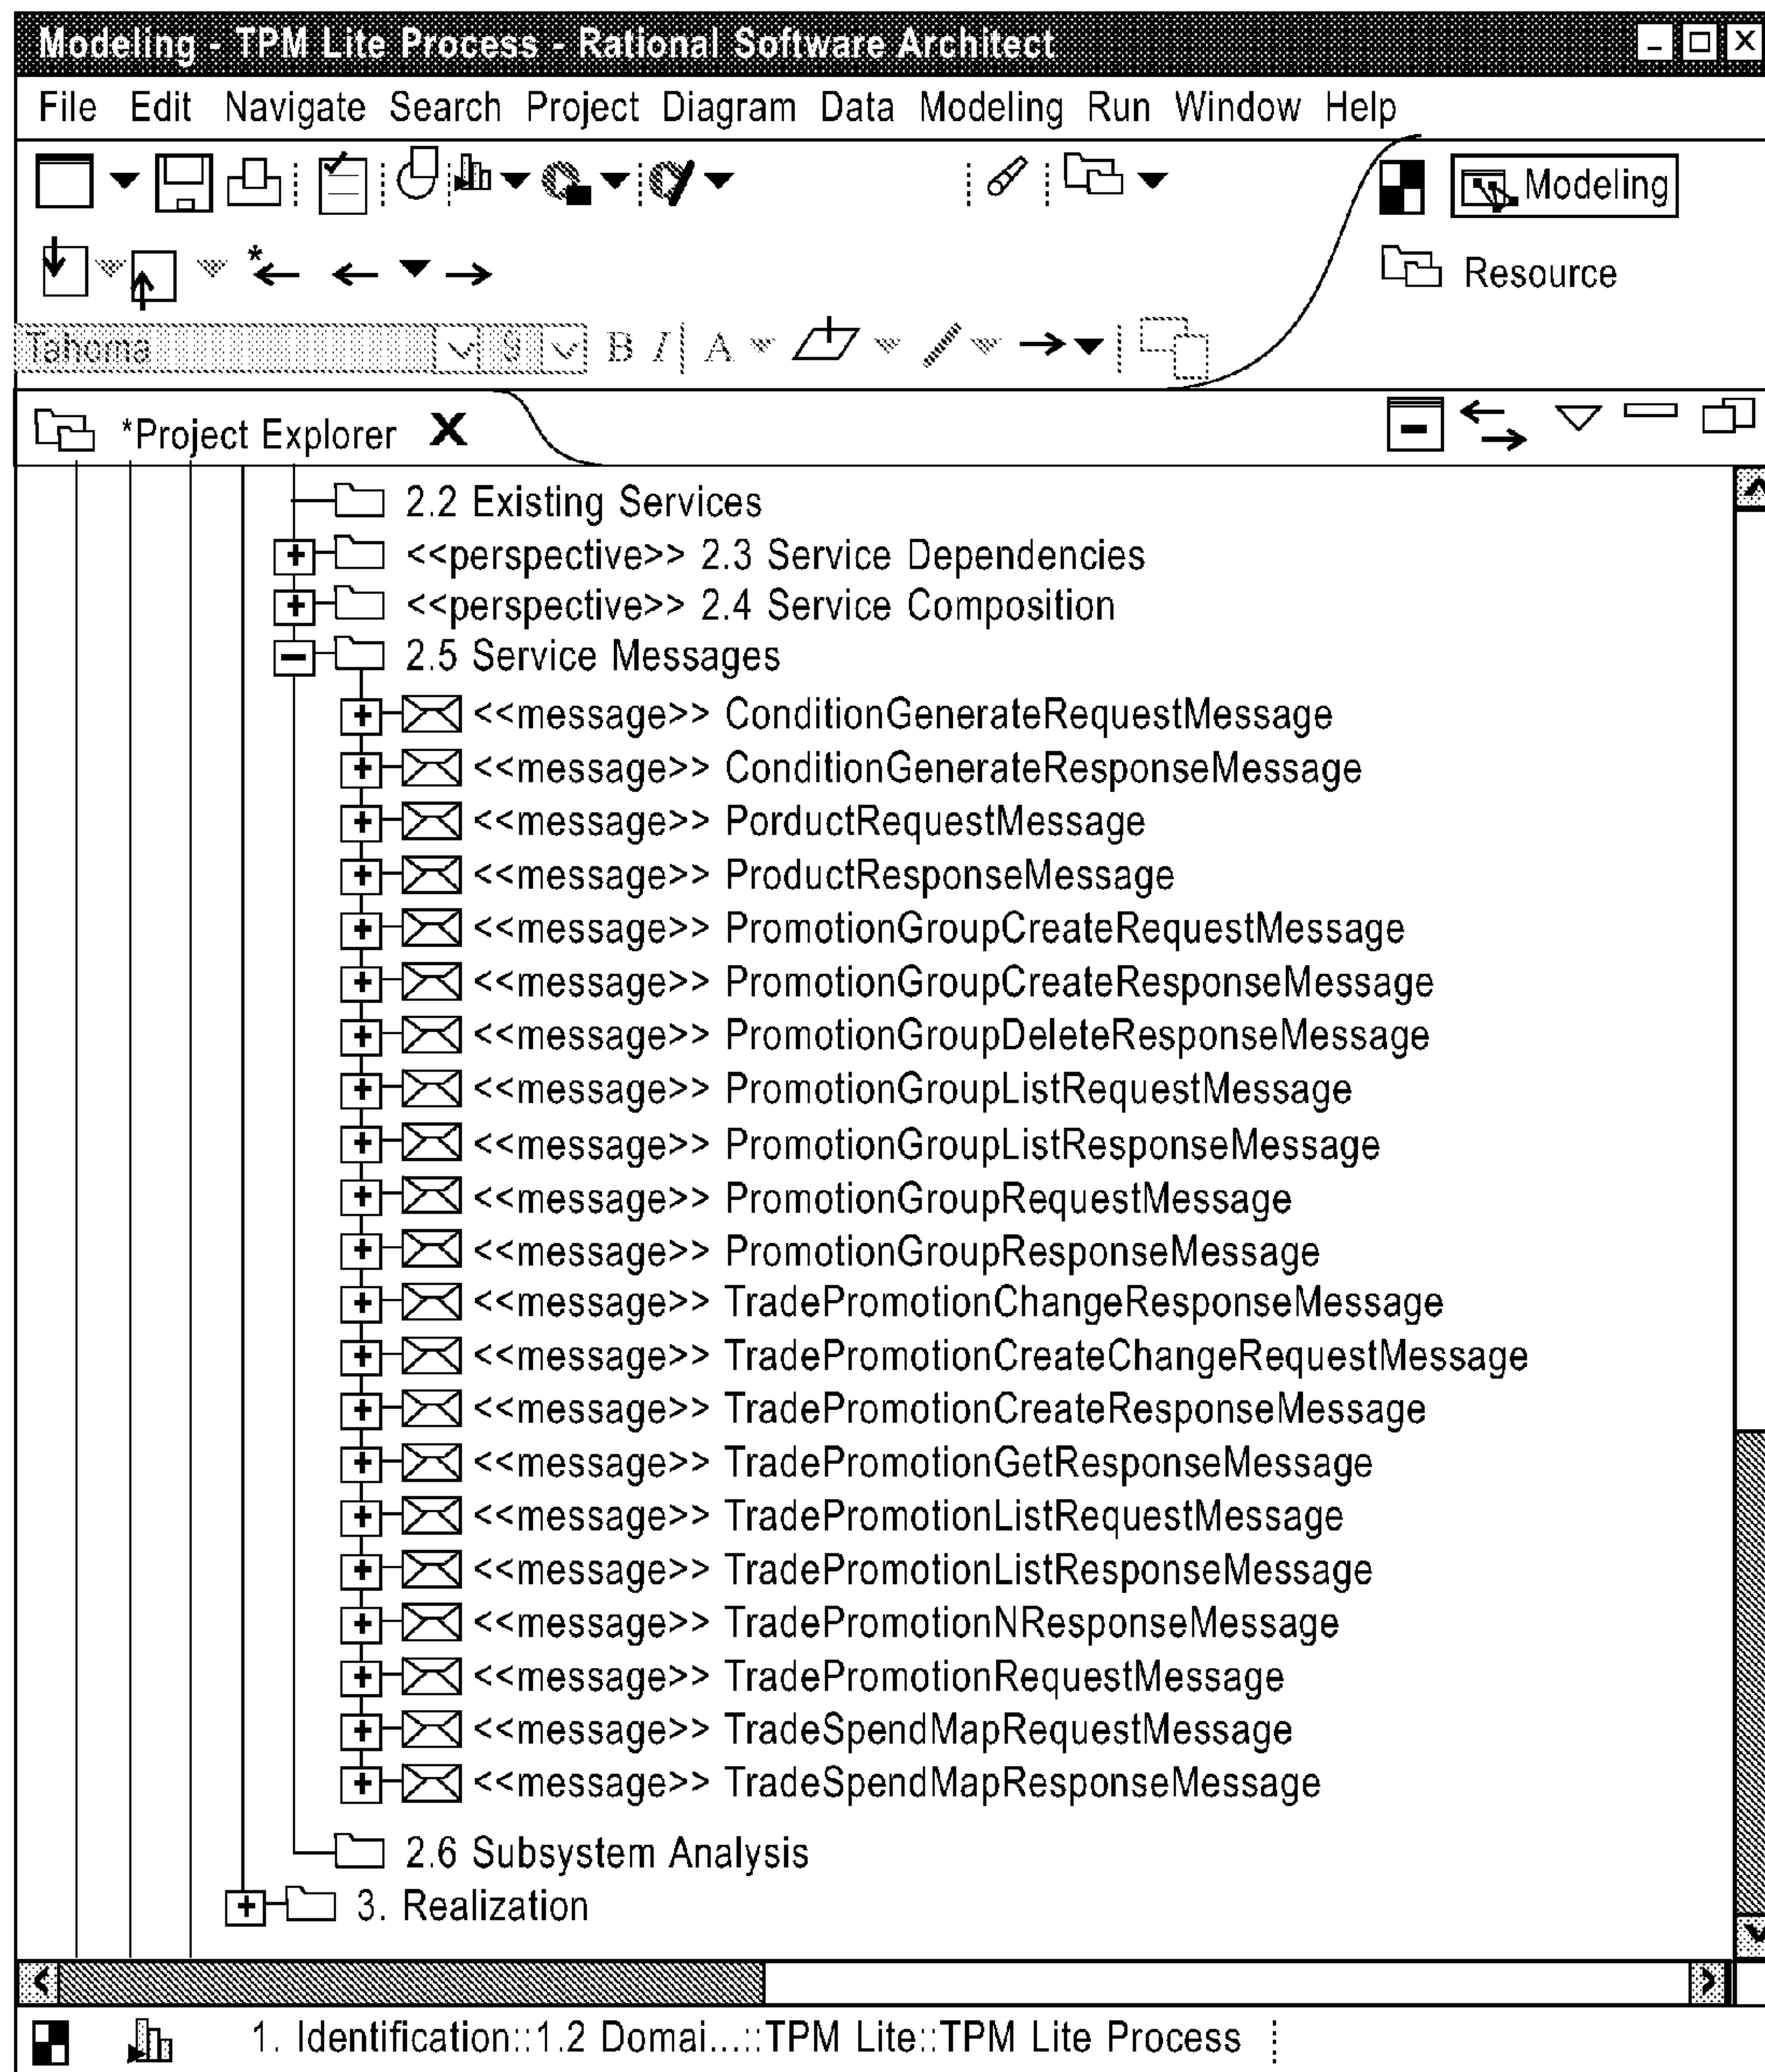 Modeling - TPM Lite Process - Rational Software Architect
File Edit Navigate Search Project Diagram Data Modeling Run Window Help
Modeling
Resource
Tahoma 9 B I A
*Project Explorer X
2.2 Existing Services
<<perspective>> 2.3 Service Dependencies
<<perspective>> 2.4 Service Composition
2.5 Service Messages
<<message>> ConditionGenerateRequestMessage
<<message>> ConditionGenerateResponseMessage
<<message>> PorductRequestMessage
<<message>> ProductResponseMessage
<<message>> PromotionGroupCreateRequestMessage
<<message>> PromotionGroupCreateResponseMessage
<<message>> PromotionGroupDeleteResponseMessage
<<message>> PromotionGroupListRequestMessage
<<message>> PromotionGroupListResponseMessage
<<message>> PromotionGroupRequestMessage
<<message>> PromotionGroupResponseMessage
<<message>> TradePromotionChangeResponseMessage
<<message>> TradePromotionCreateChangeRequestMessage
<<message>> TradePromotionCreateResponseMessage
<<message>> TradePromotionGetResponseMessage
<<message>> TradePromotionListRequestMessage
<<message>> TradePromotionListResponseMessage
<<message>> TradePromotionNResponseMessage
<<message>> TradePromotionRequestMessage
<<message>> TradeSpendMapRequestMessage
<<message>> TradeSpendMapResponseMessage
2.6 Subsystem Analysis
3. Realization
1. Identification::1.2 Domai...::TPM Lite::TPM Lite Process